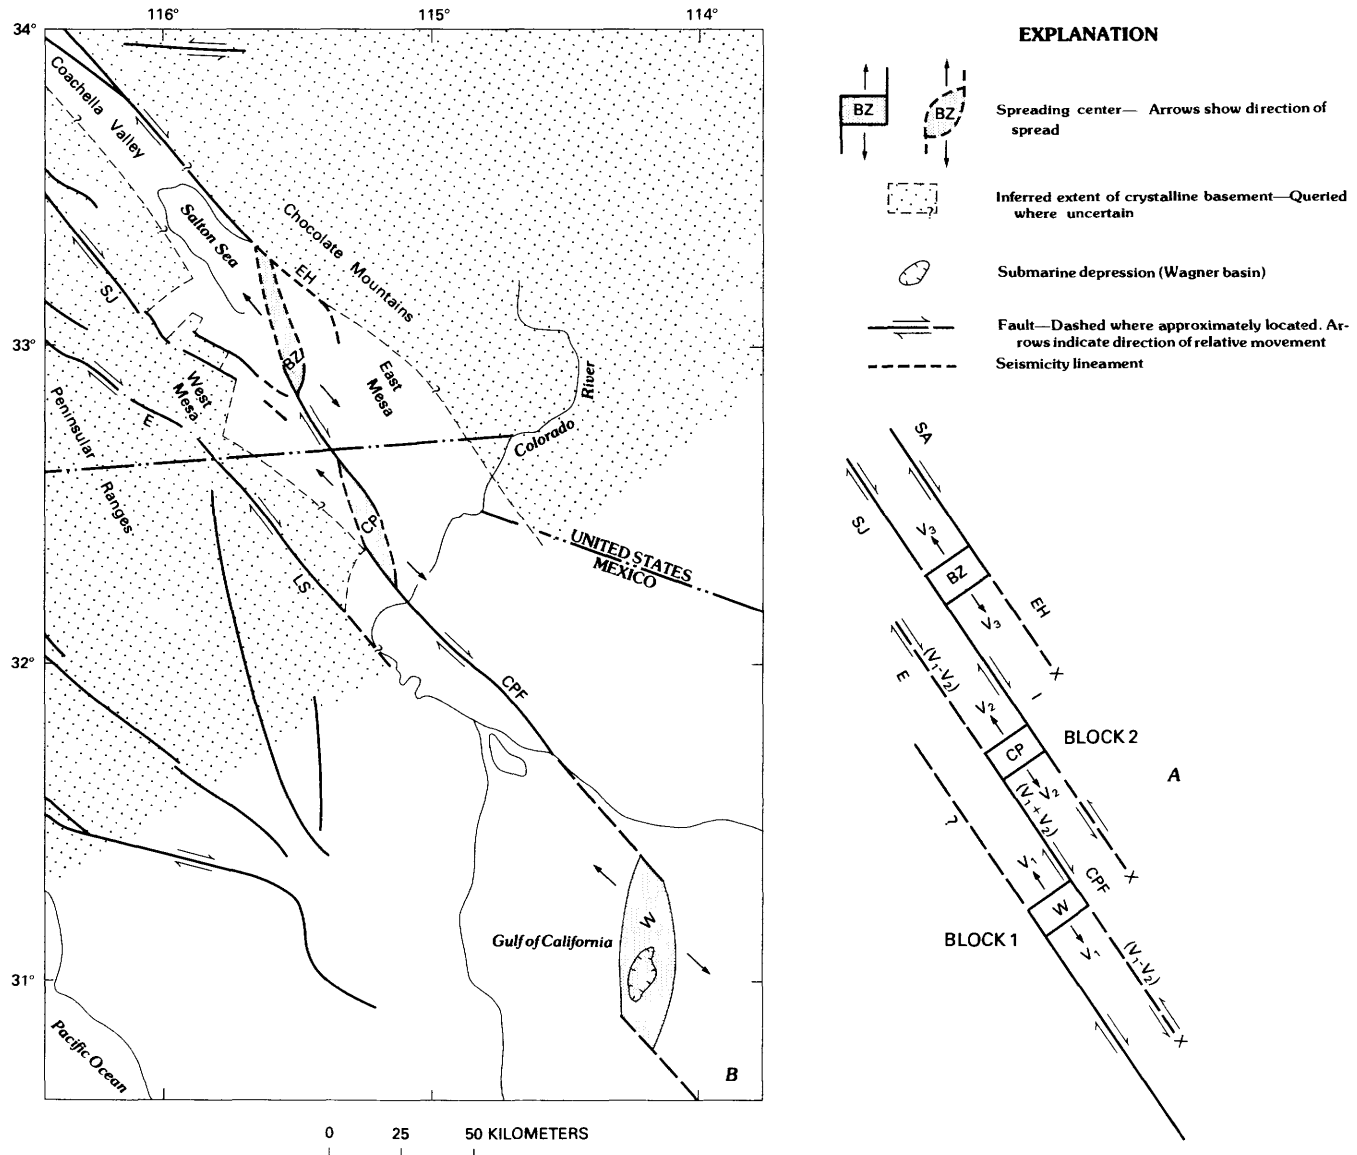 116°
115°
114°
34°
33°
32°
31°
Coachella Valley
?
?
Salton Sea
Chocolate Mountains
EH
SJ
BZ
West
Mesa
East
Mesa
?
River
Colorado
Peninsular
Ranges
E
?
CP
UNITED STATES
MEXICO
LS
?
CPF
Gulf of California
W
Pacific Ocean
B
0 25 50 KILOMETERS
EXPLANATION
BZ
BZ
Spreading center— Arrows show direction of
spread
?
Inferred extent of crystalline basement—Queried
where uncertain
Submarine depression (Wagner basin)
Fault—Dashed where approximately located. Ar-
rows indicate direction of relative movement
Seismicity lineament
SA
SJ
V3
BZ
V3
EH
X
E
(V1-V2)
I
V2
CP
V2
BLOCK 2
A
(V1+V2)
X
?
V1
CPF
W
V1
BLOCK 1
(V1-V2)
X